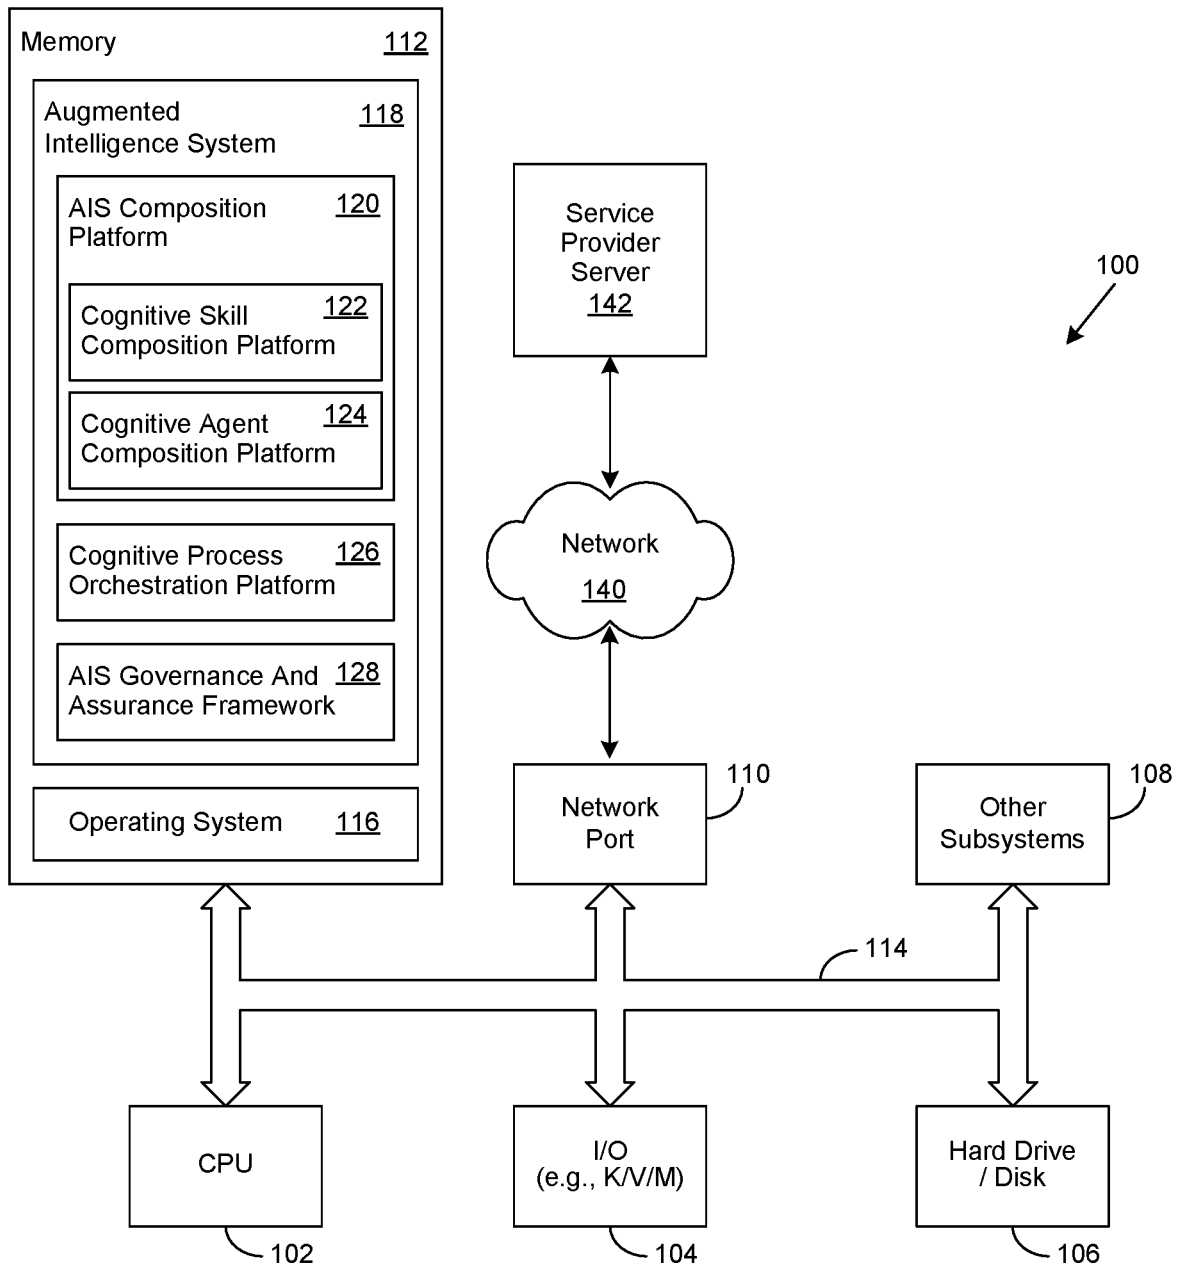 Memory 112
Augmented 118
Intelligence System
AIS Composition 120
Platform
Cognitive Skill 122
Composition Platform
Cognitive Agent 124
Composition Platform
Cognitive Process 126
Orchestration Platform
AIS Governance And 128
Assurance Framework
Operating System 116
Service
Provider
Server
142
100
Network
140
110
Network
Port
108
Other
Subsystems
114
CPU
102
I/O
(e.g., K/V/M)
104
Hard Drive
/ Disk
106